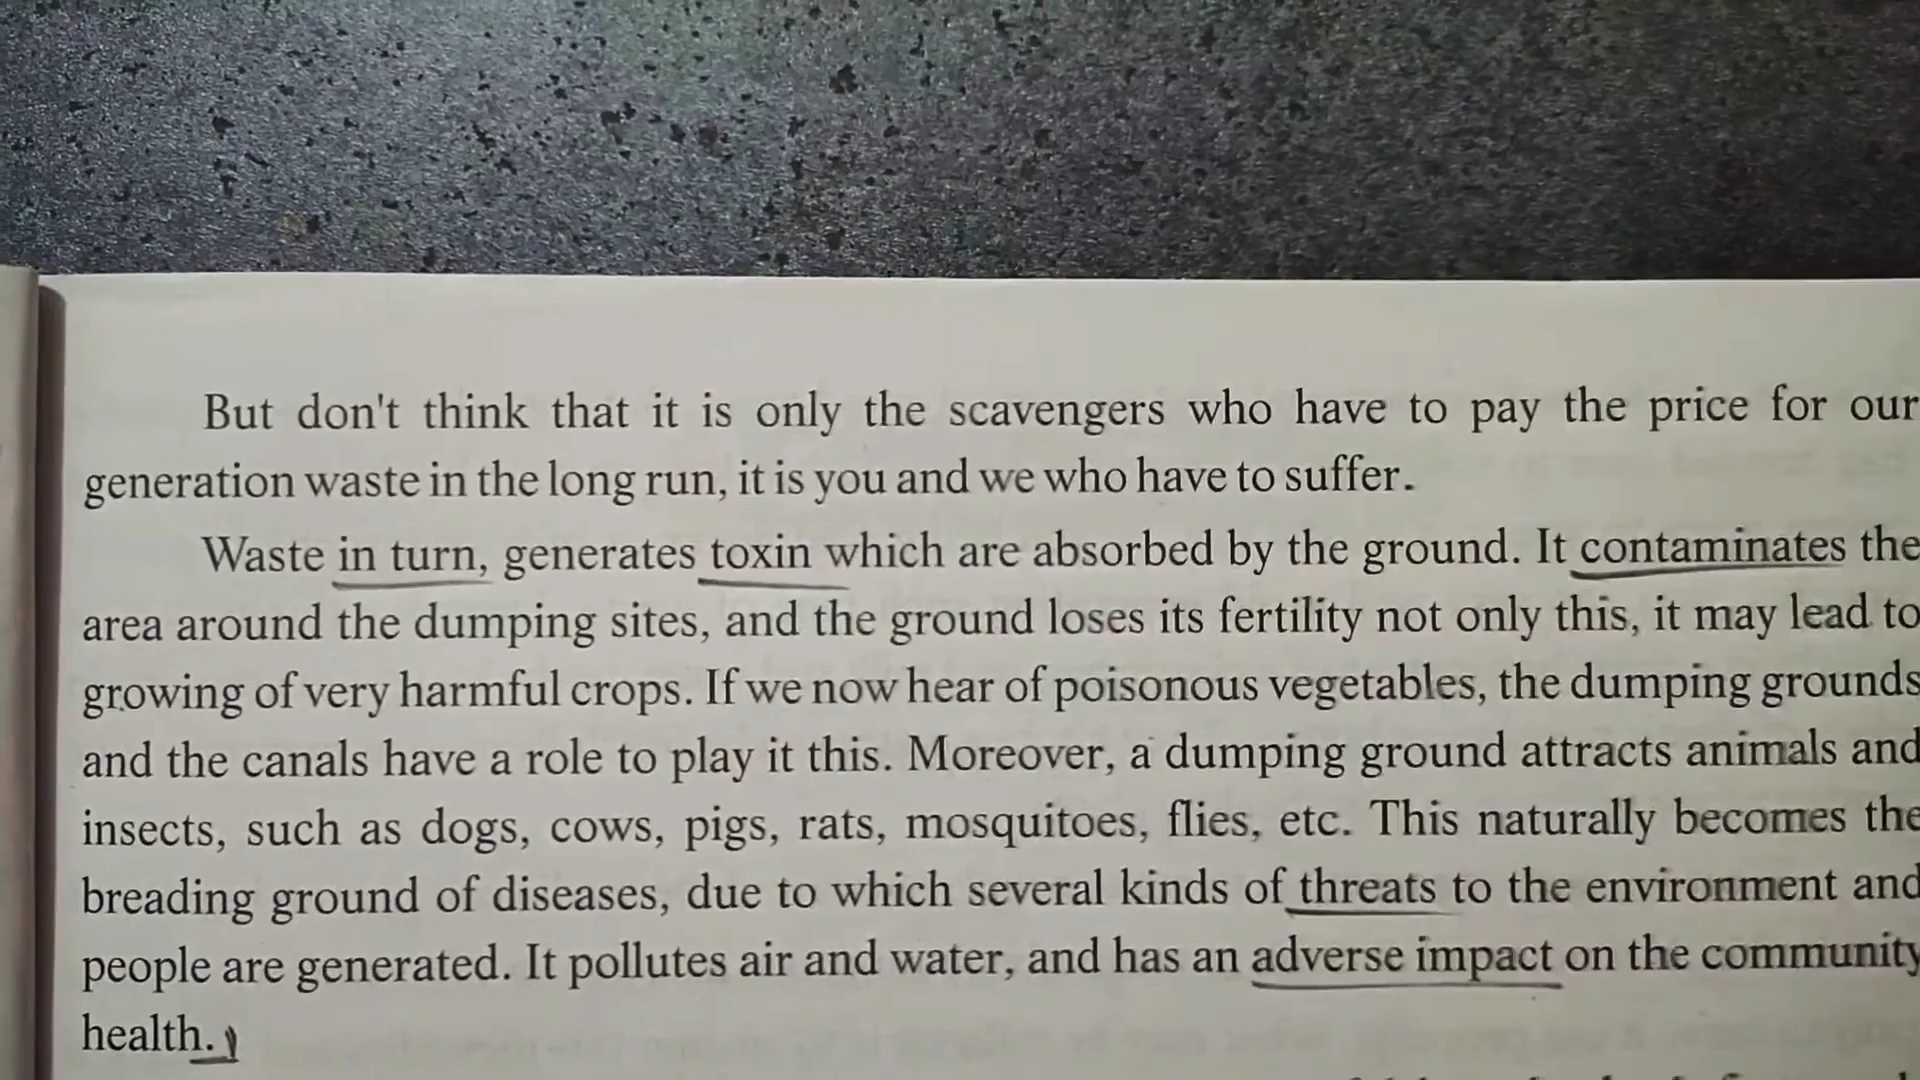 But don't think that it is only the scavengers who have to pay the price for our
generation waste in the long run, it is you and we who have to suffer.
Waste in turn, generates toxin which are absorbed by the ground. It contaminates the
area around the dumping sites, and the ground loses its fertility not only this, it may lead to
growing of very harmful crops. If we now hear of poisonous vegetables, the dumping grounds
and the canals have a role to play it this. Moreover, a dumping ground attracts animals and
insects, such as dogs, cows, pigs, rats, mosquitoes, flies, etc. This naturally becomes the
breading ground of diseases, due to which several kinds of threats to the environment and
people are generated. It pollutes air and water, and has an adverse impact on the community
health.